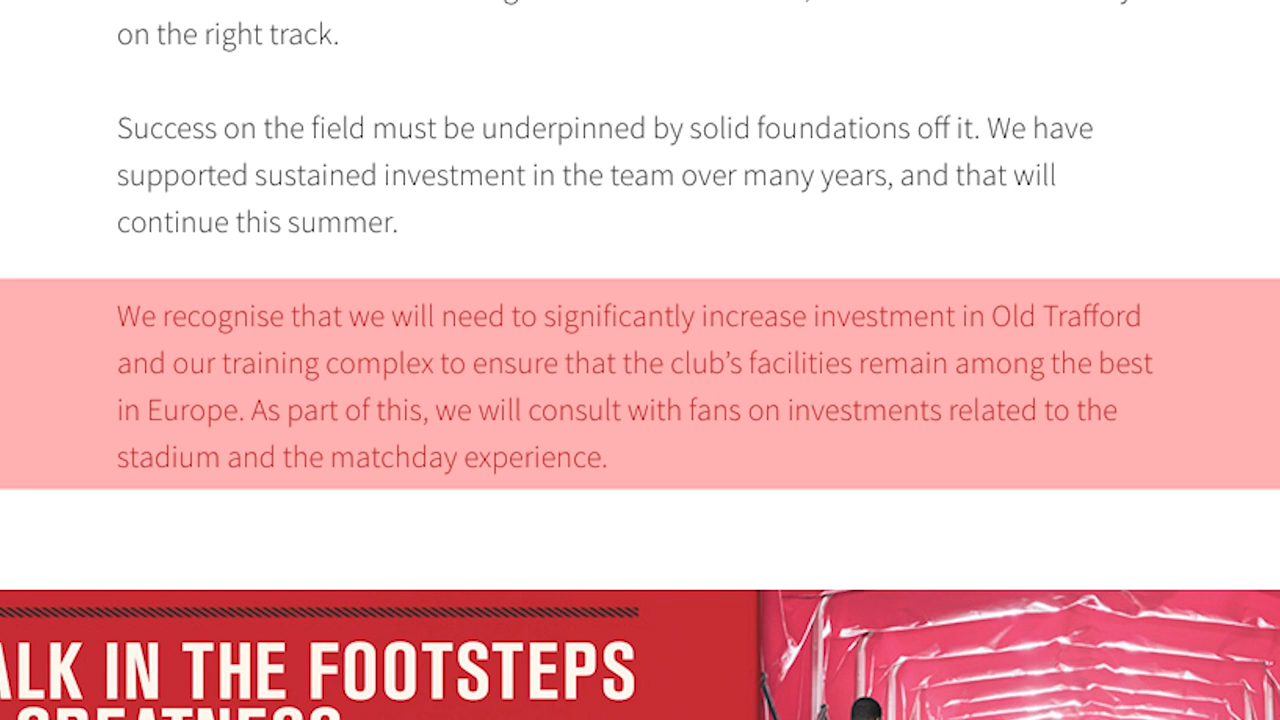 on the right track.
Success on the field must be underpinned by solid foundations off it. We have
supported sustained investment in the team over many years, and that will
continue this summer.
We recognise that we will need to significantly increase investment in Old Trafford
and our training complex to ensure that the club’s facilities remain among the best
in Europe. As part of this, we will consult with fans on investments related to the
stadium and the matchday experience.
ALK IN THE FOOTSTEPS
GREATNESS